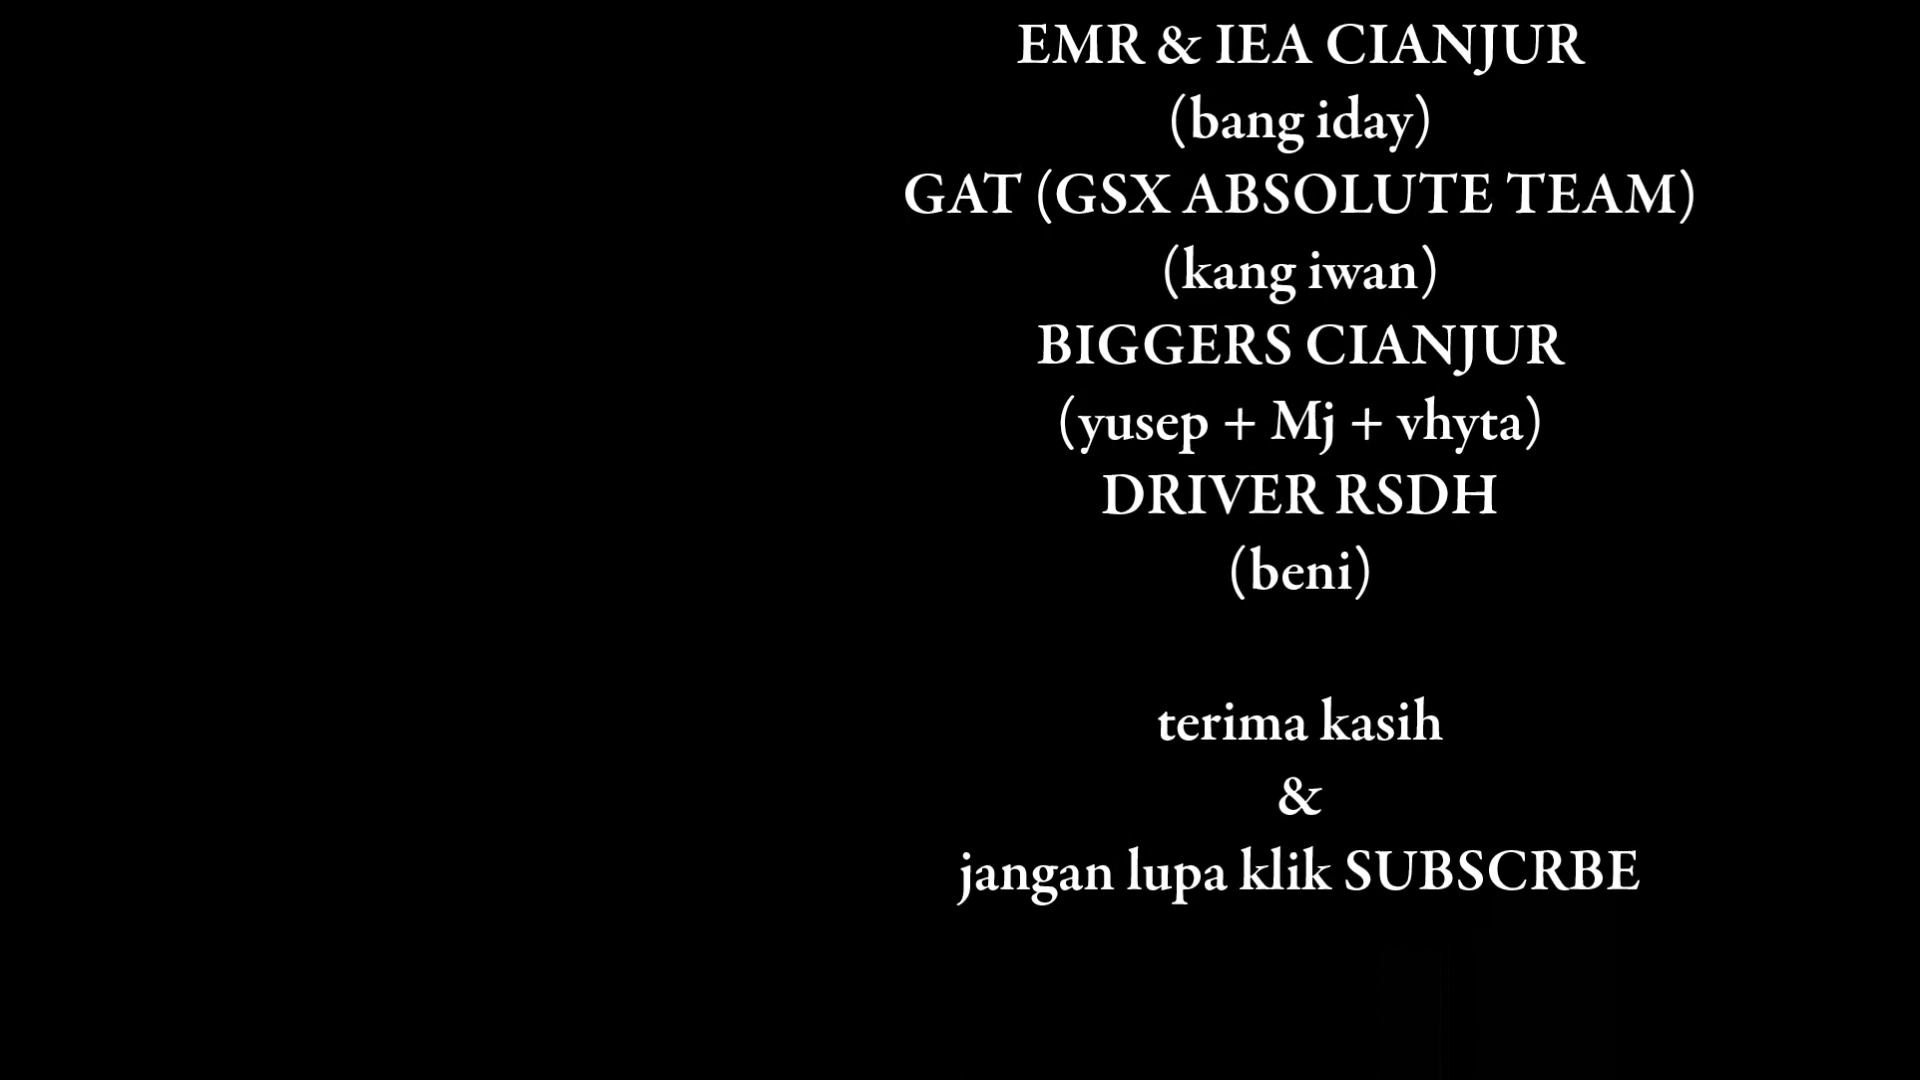 EMR & IEA CIANJUR
(bang iday)
GAT (GSX ABSOLUTE TEAM)
(kang iwan)
BIGGERS CIANJUR
(yusep + Mj + vhyta)
DRIVER RSDH
(beni)
terima kasih
&
jangan lupa klik SUBSCRBE